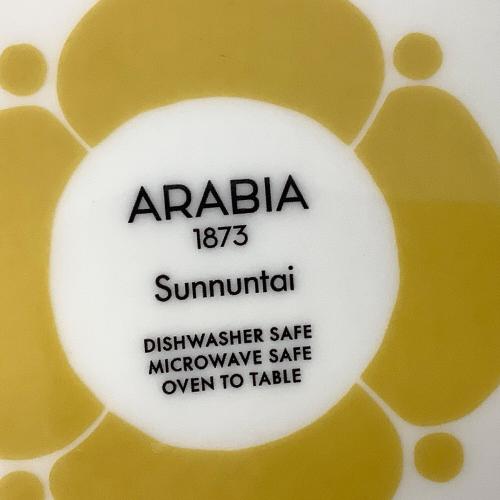 ARABIA
1873
Sunnuntai
DISHWASHER SAFE
MICROWAVE SAFE
OVEN TO TABLE